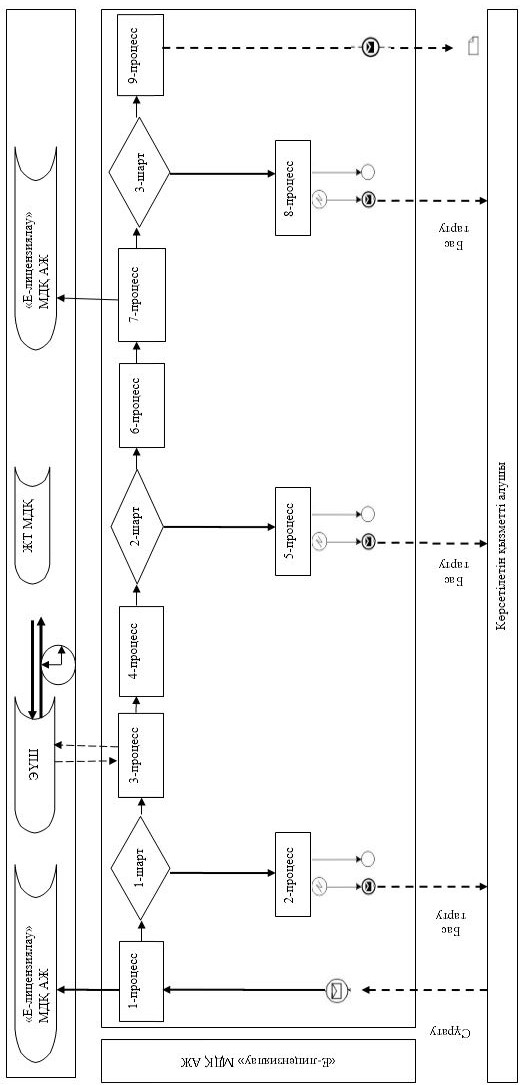 «Е-лицензиялау»
МДҚ АЖ
ЭҮШ
ЖТ МДҚ
«Е-лицензиялау»
МДҚ АЖ
«Е-лицензиялау» МДҚ АЖ
1-процесс
1-шарт
3-процесс
4-процесс
2-шарт
6-процесс
7-процесс
3-шарт
9-процесс
2-процесс
5-процесс
8-процесс
Сұрату
Бас
тарту
Бас
тарту
Бас
тарту
Көрсетілетін қызметті алушы